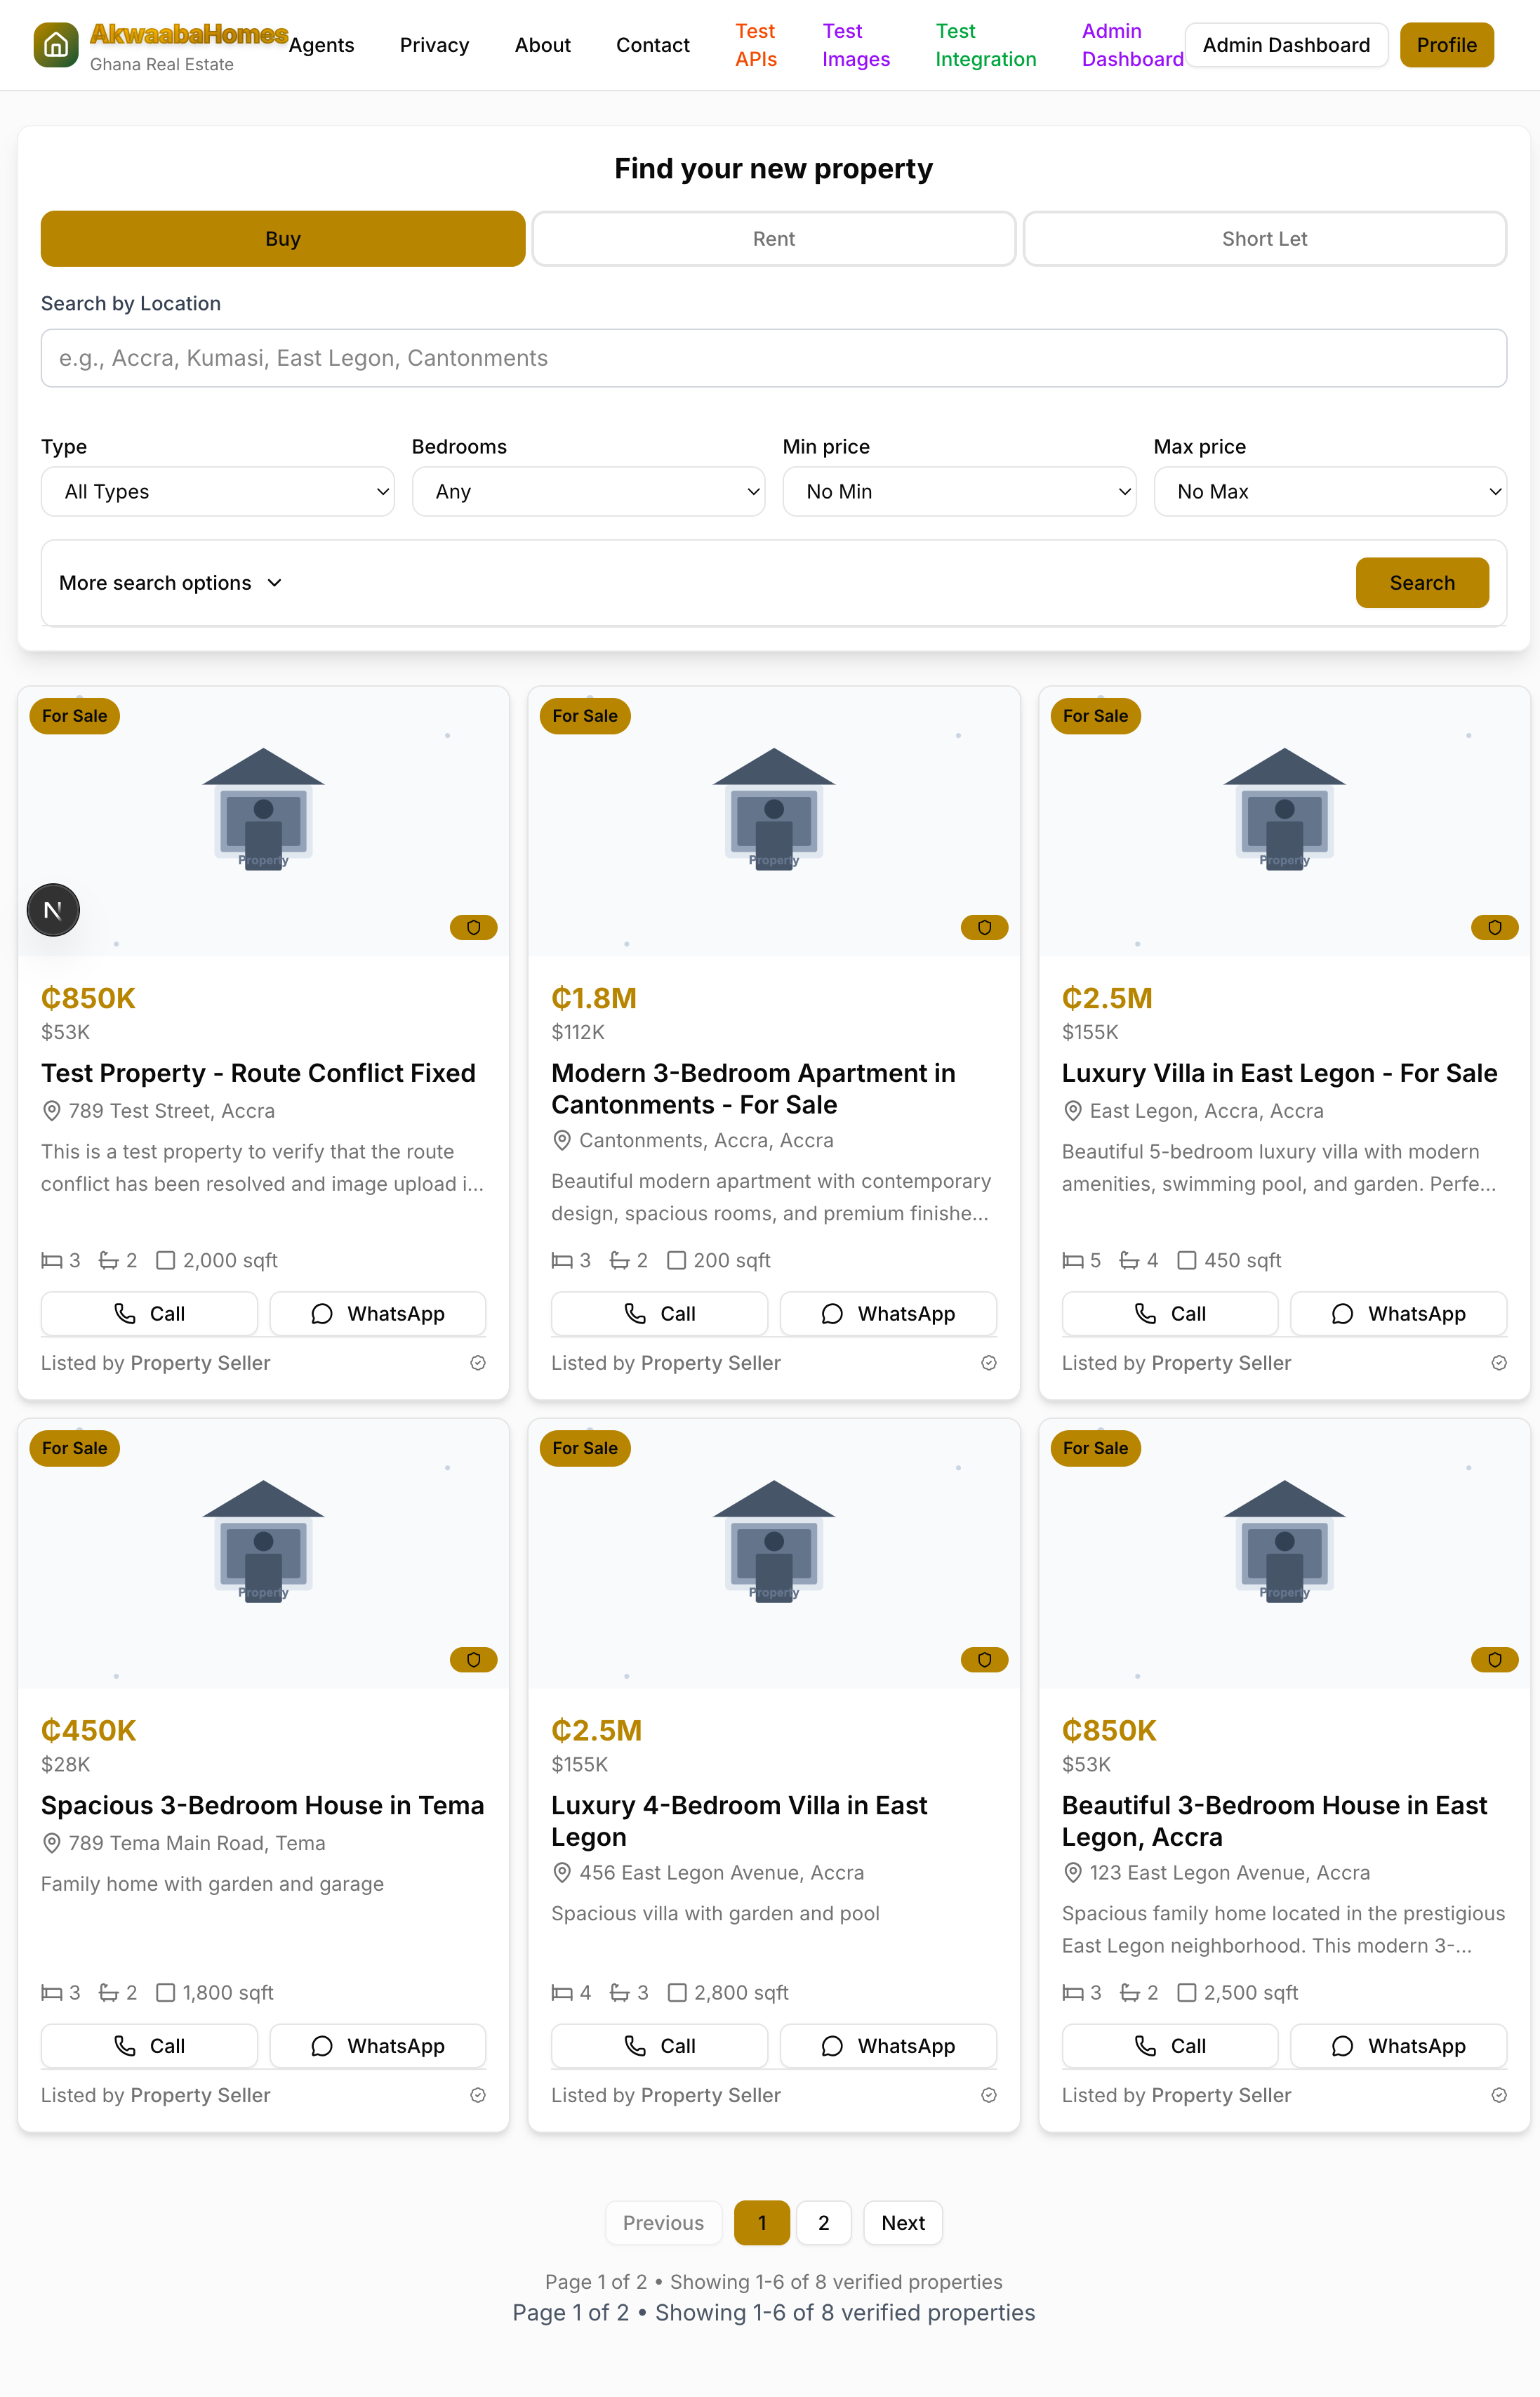 AkwaabaHomes
Ghana Real Estate
Agents
Privacy
About
Contact
Test
APIs
Test
Images
Test
Integration
Admin
Dashboard
Admin Dashboard
Profile
Find your new property
Buy
Rent
Short Let
Search by Location
e.g., Accra, Kumasi, East Legon, Cantonments
Type
Bedrooms
Min price
Max price
All Types
Any
No Min
No Max
More search options
Search
For Sale
Property
N
₵850K
$53K
Test Property - Route Conflict Fixed
789 Test Street, Accra
This is a test property to verify that the route
conflict has been resolved and image upload i...
3 2 2,000 sqft
Call
WhatsApp
Listed by Property Seller
For Sale
Property
₵1.8M
$112K
Modern 3-Bedroom Apartment in
Cantonments - For Sale
Cantonments, Accra, Accra
Beautiful modern apartment with contemporary
design, spacious rooms, and premium finishe...
3 2 200 sqft
Call
WhatsApp
Listed by Property Seller
For Sale
Property
₵2.5M
$155K
Luxury Villa in East Legon - For Sale
East Legon, Accra, Accra
Beautiful 5-bedroom luxury villa with modern
amenities, swimming pool, and garden. Perfe...
5 4 450 sqft
Call
WhatsApp
Listed by Property Seller
For Sale
Property
₵450K
$28K
Spacious 3-Bedroom House in Tema
789 Tema Main Road, Tema
Family home with garden and garage
3 2 1,800 sqft
Call
WhatsApp
Listed by Property Seller
For Sale
Property
₵2.5M
$155K
Luxury 4-Bedroom Villa in East
Legon
456 East Legon Avenue, Accra
Spacious villa with garden and pool
4 3 2,800 sqft
Call
WhatsApp
Listed by Property Seller
For Sale
Property
₵850K
$53K
Beautiful 3-Bedroom House in East
Legon, Accra
123 East Legon Avenue, Accra
Spacious family home located in the prestigious
East Legon neighborhood. This modern 3-...
3 2 2,500 sqft
Call
WhatsApp
Listed by Property Seller
Previous
1
2
Next
Page 1 of 2 • Showing 1-6 of 8 verified properties
Page 1 of 2 • Showing 1-6 of 8 verified properties